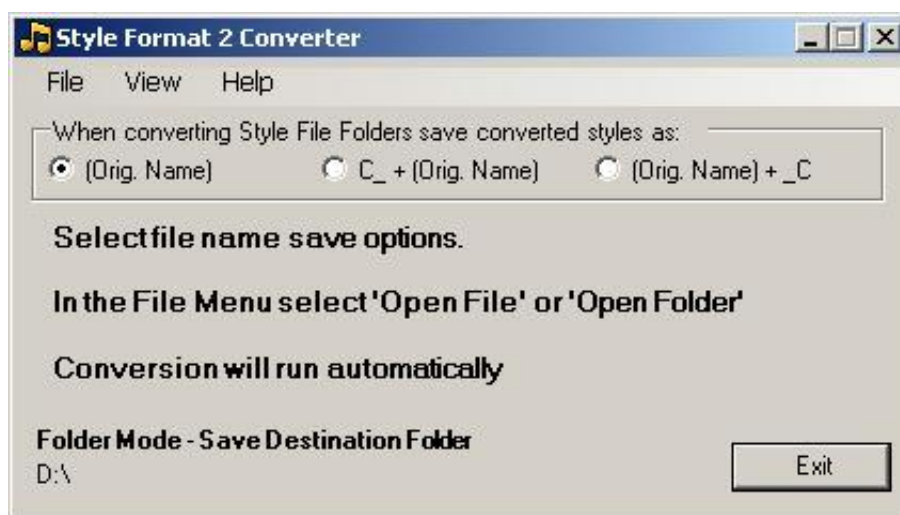 Style Format 2 Converter
File View Help
When converting Style File Folders save converted styles as:
(Orig. Name) C_ + (Orig. Name) (Orig. Name) + _C
Select file name save options.
In the File Menu select 'Open File' or 'Open Folder'
Conversion will run automatically
Folder Mode - Save Destination Folder
D:\
Exit